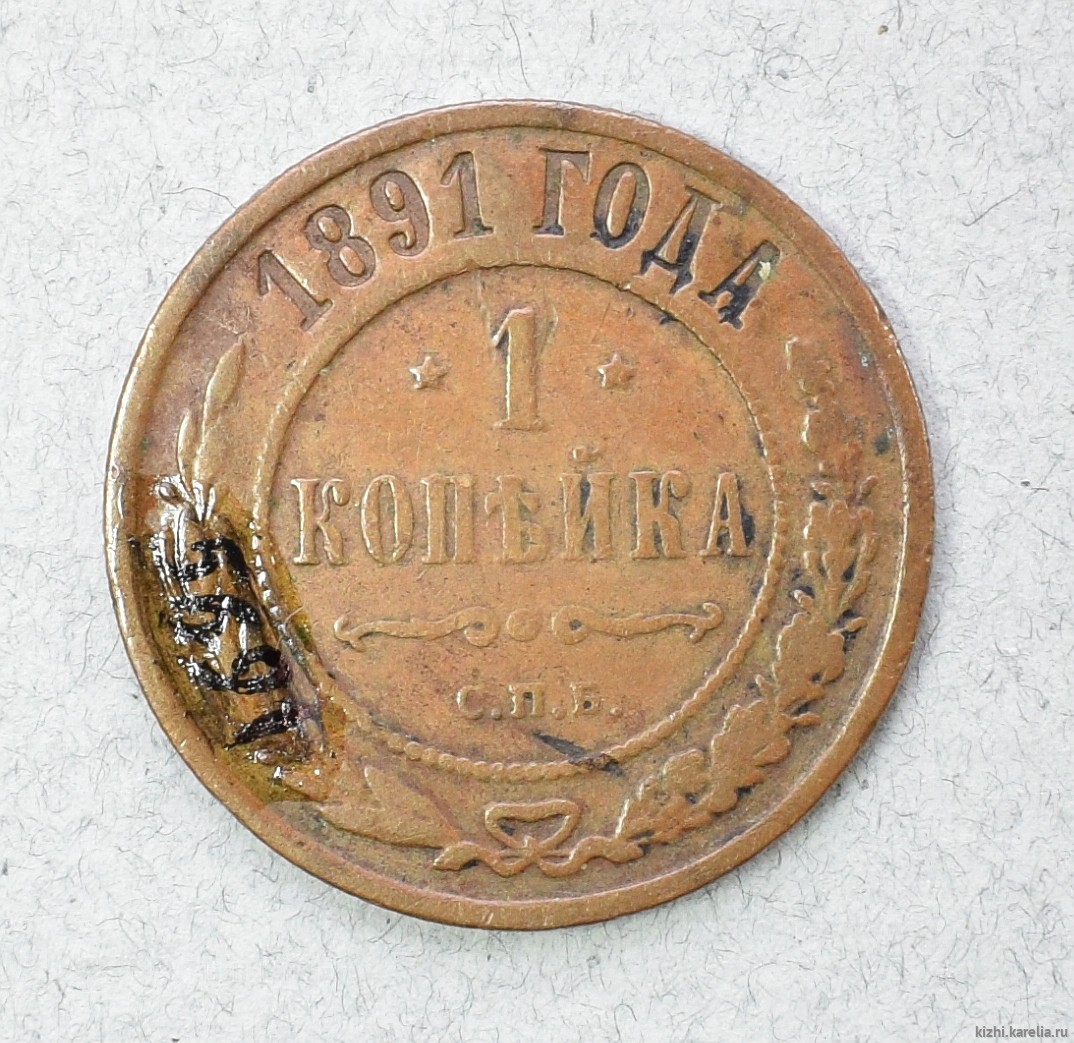 1891 ГОДА
1
КОПѢЙКА
С.П.Б.
kizhi.karelia.ru